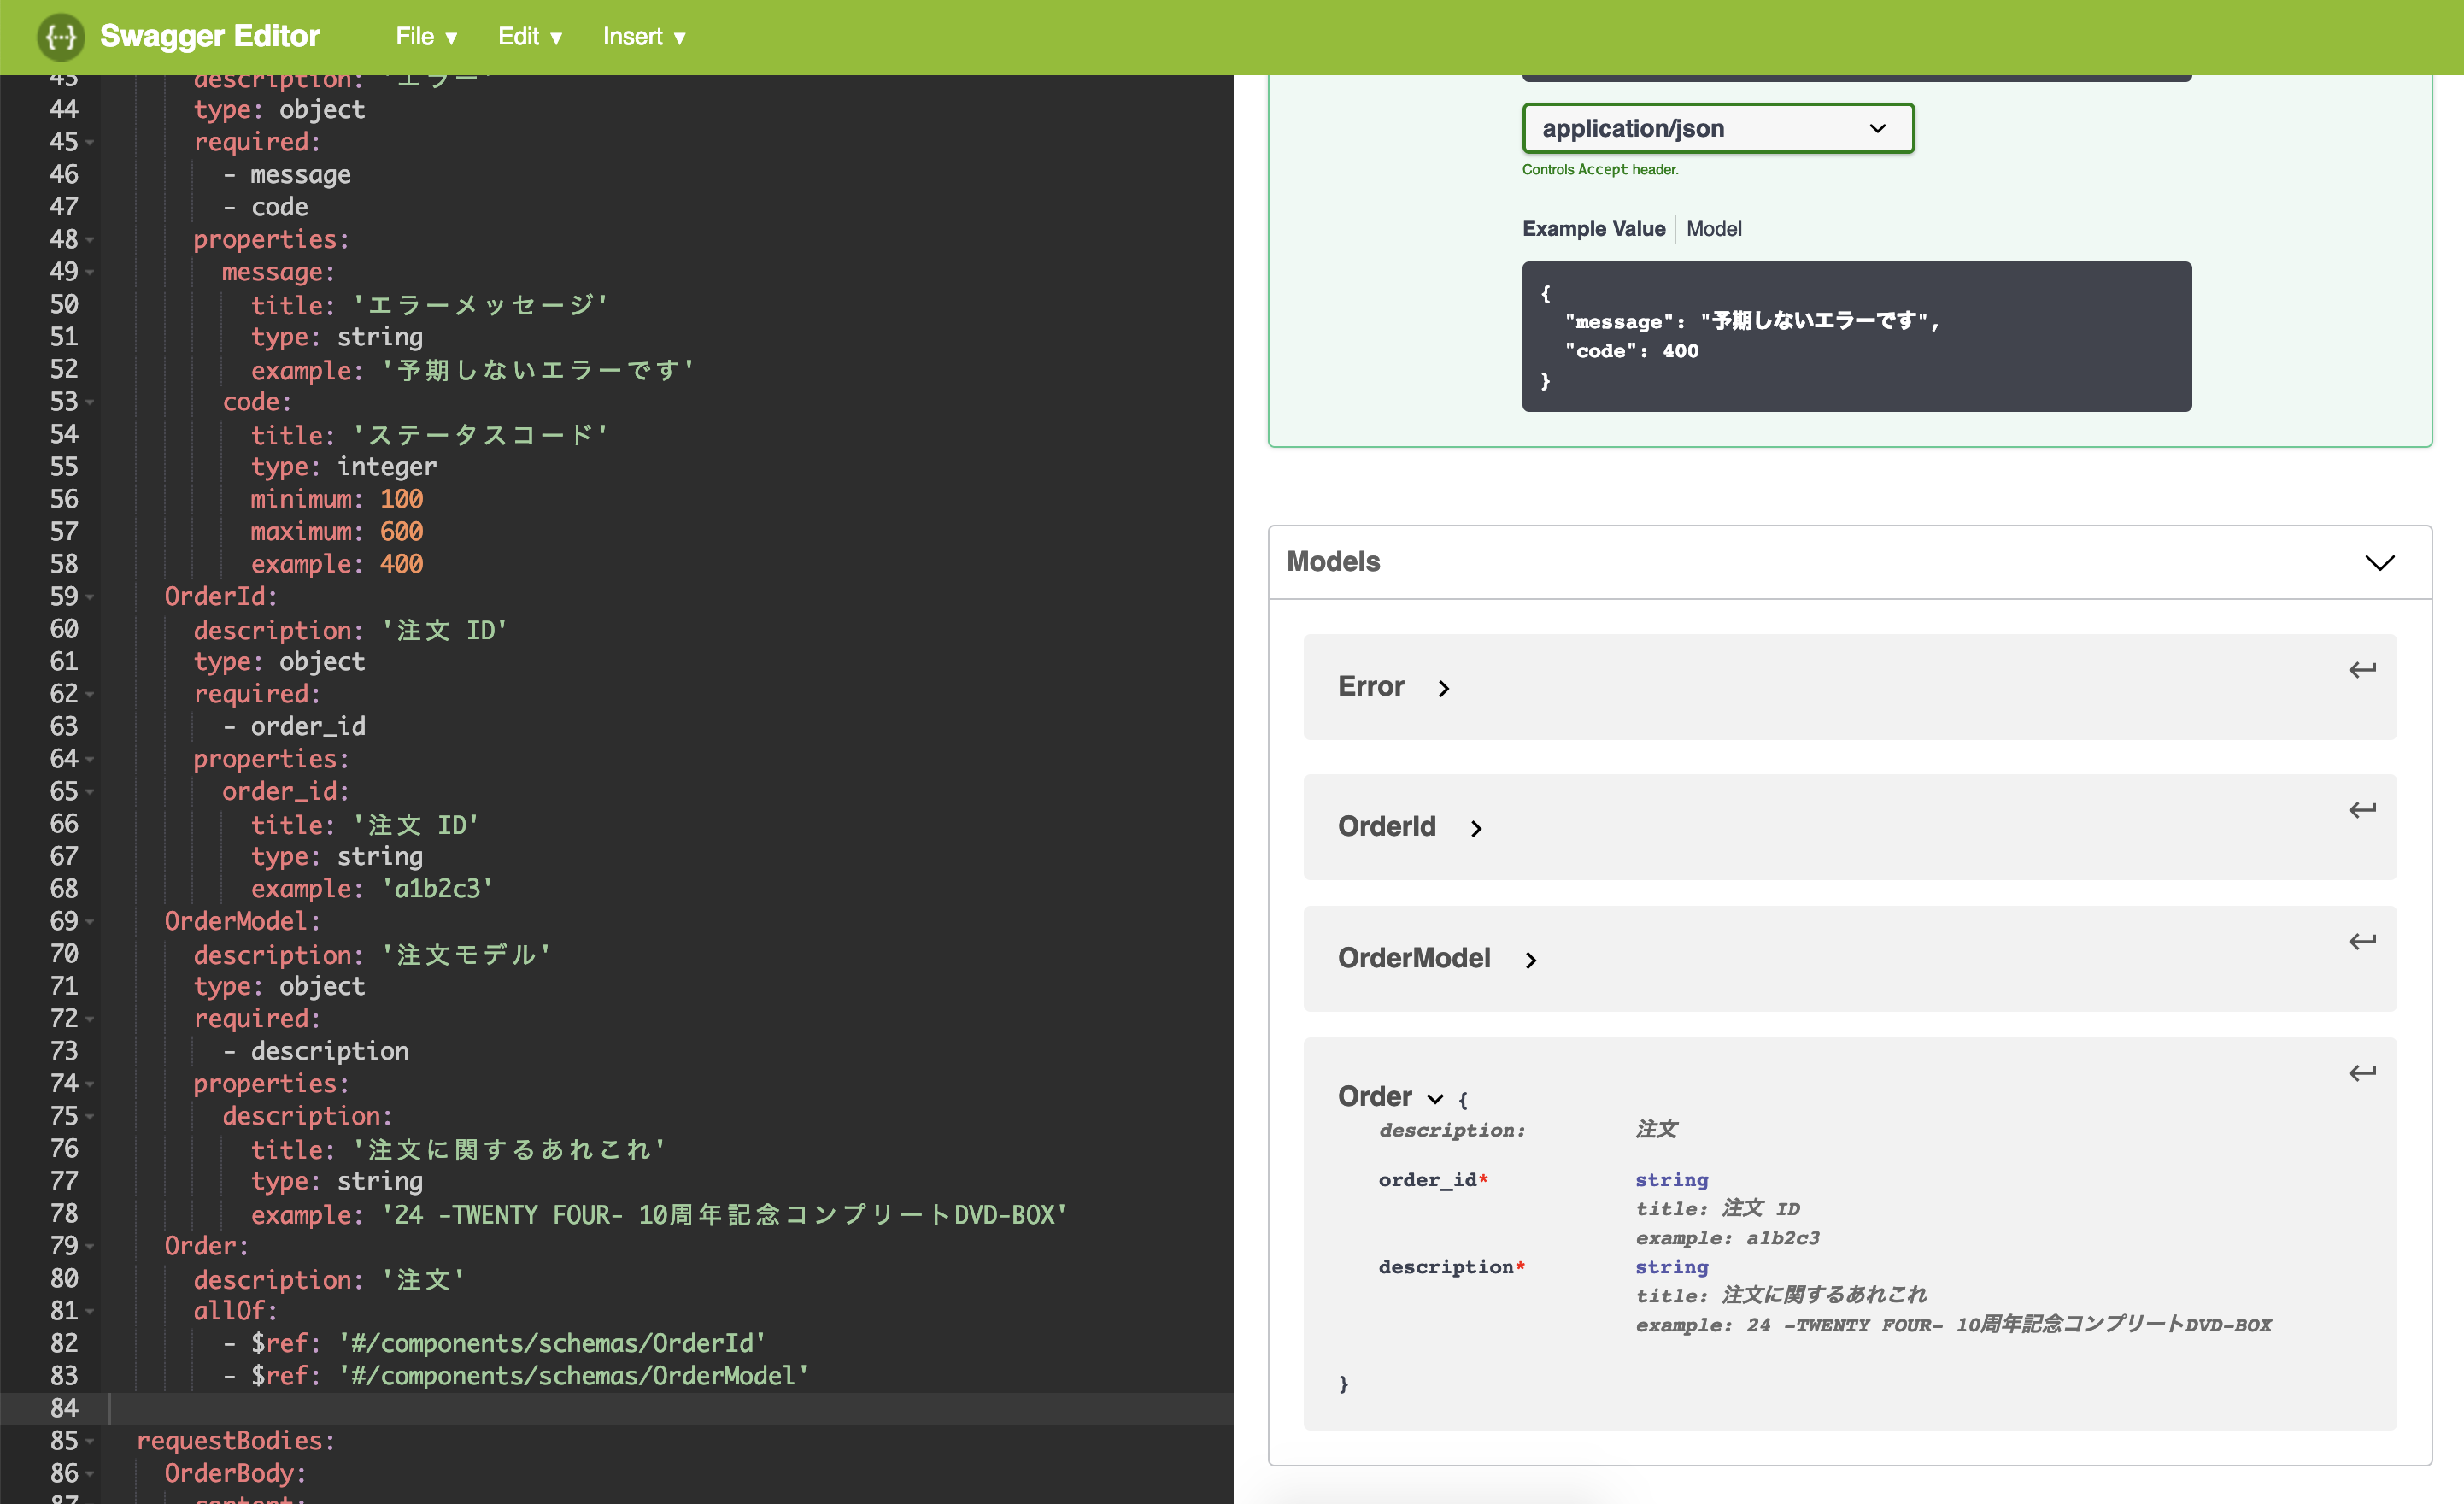 Swagger Editor File ▾ Edit ▾ Insert ▾
43 description: 'エラー'
44 type: object
45 required:
46 - message
47 - code
48 properties:
49 message:
50 title: 'エラーメッセージ'
51 type: string
52 example: '予期しないエラーです'
53 code:
54 title: 'ステータスコード'
55 type: integer
56 minimum: 100
57 maximum: 600
58 example: 400
59 OrderId:
60 description: '注文 ID'
61 type: object
62 required:
63 - order_id
64 properties:
65 order_id:
66 title: '注文 ID'
67 type: string
68 example: 'a1b2c3'
69 OrderModel:
70 description: '注文モデル'
71 type: object
72 required:
73 - description
74 properties:
75 description:
76 title: '注文に関するあれこれ'
77 type: string
78 example: '24 -TWENTY FOUR- 10周年記念コンプリートDVD-BOX'
79 Order:
80 description: '注文'
81 allOf:
82 - $ref: '#/components/schemas/OrderId'
83 - $ref: '#/components/schemas/OrderModel'
84
85 requestBodies:
86 OrderBody:
87 content:
application/json
Controls Accept header.
Example Value Model
{
"message": "予期しないエラーです",
"code": 400
}
Models
Error
OrderId
OrderModel
Order {
description: 注文
order_id* string
title: 注文 ID
example: a1b2c3
description* string
title: 注文に関するあれこれ
example: 24 -TWENTY FOUR- 10周年記念コンプリートDVD-BOX
}